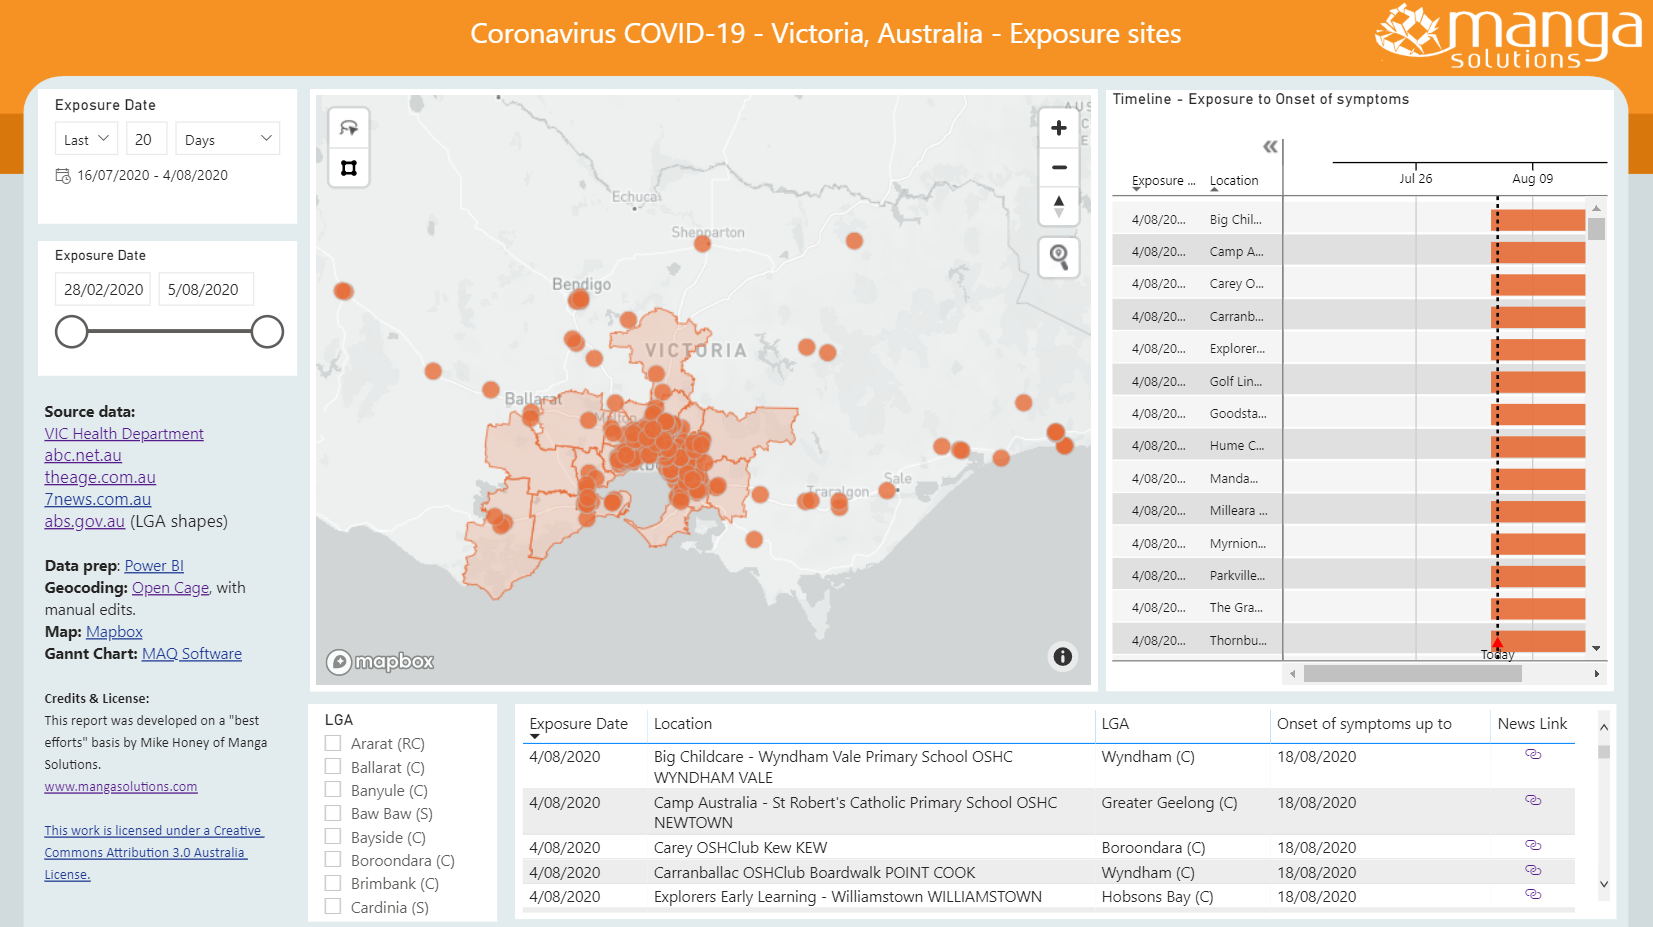 Coronavirus COVID-19 - Victoria, Australia - Exposure sites
manga
solutions
Exposure Date
Last
20
Days
16/07/2020 - 4/08/2020
Exposure Date
28/02/2020
5/08/2020
Source data:
VIC Health Department
abc.net.au
theage.com.au
7news.com.au
abs.gov.au (LGA shapes)
Data prep: Power BI
Geocoding: Open Cage, with
manual edits.
Map: Mapbox
Gannt Chart: MAQ Software
Credits & License:
This report was developed on a "best
efforts" basis by Mike Honey of Manga
Solutions.
www.mangasolutions.com
This work is licensed under a Creative
Commons Attribution 3.0 Australia
License.
Echuca
Shepparton
Bendigo
VICTORIA
Ballarat
Traralgon
Sale
mapbox
Timeline - Exposure to Onset of symptoms
Jul 26
Aug 09
Exposure ...
Location
4/08/20... Big Chil...
4/08/20... Camp A...
4/08/20... Carey O...
4/08/20... Carranb...
4/08/20... Explorer...
4/08/20... Golf Lin...
4/08/20... Goodsta...
4/08/20... Hume C...
4/08/20... Manda...
4/08/20... Milleara ...
4/08/20... Myrnion...
4/08/20... Parkville...
4/08/20... The Gra...
4/08/20... Thornbu...
Today
LGA
Ararat (RC)
Ballarat (C)
Banyule (C)
Baw Baw (S)
Bayside (C)
Boroondara (C)
Brimbank (C)
Cardinia (S)
Exposure Date Location LGA Onset of symptoms up to News Link
4/08/2020 Big Childcare - Wyndham Vale Primary School OSHC Wyndham (C) 18/08/2020
WYNDHAM VALE
4/08/2020 Camp Australia - St Robert's Catholic Primary School OSHC Greater Geelong (C) 18/08/2020
NEWTOWN
4/08/2020 Carey OSHClub Kew KEW Boroondara (C) 18/08/2020
4/08/2020 Carranballac OSHClub Boardwalk POINT COOK Wyndham (C) 18/08/2020
4/08/2020 Explorers Early Learning - Williamstown WILLIAMSTOWN Hobsons Bay (C) 18/08/2020